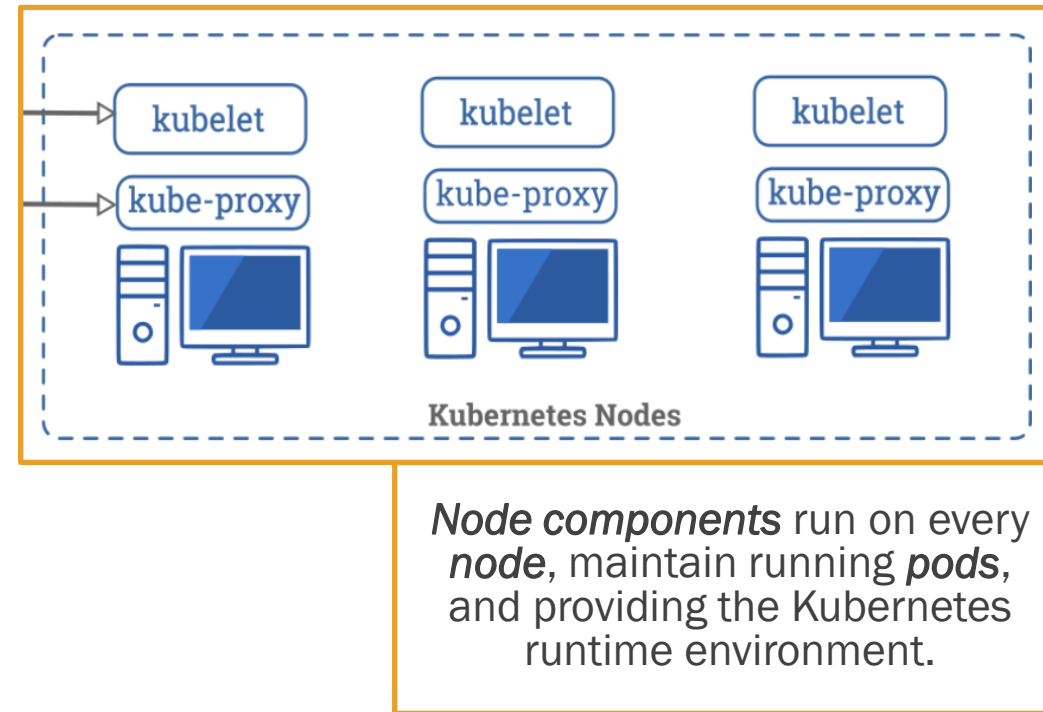 kubelet kubelet kubelet
kube-proxy kube-proxy kube-proxy
Kubernetes Nodes
Node components run on every
node, maintain running pods,
and providing the Kubernetes
runtime environment.